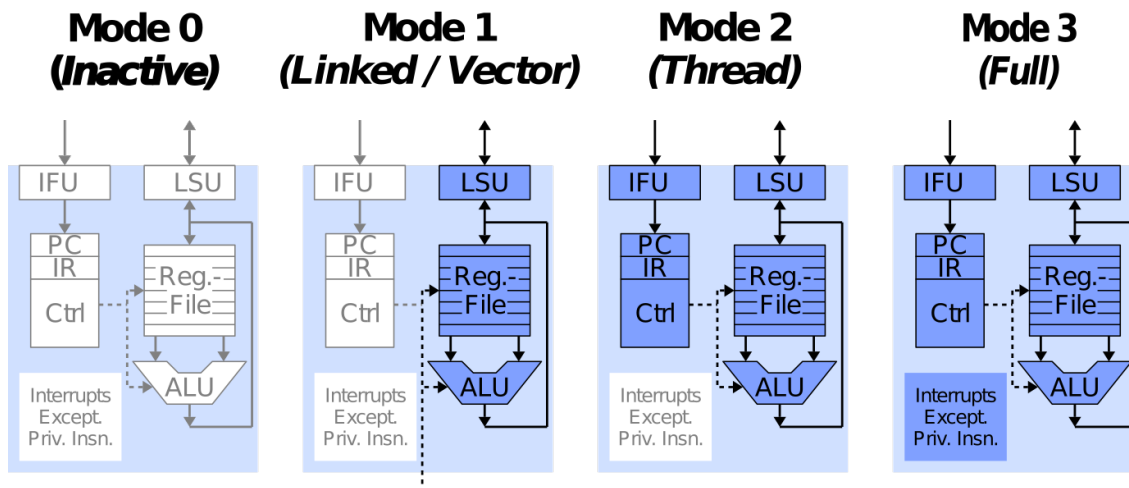 Mode 0
(Inactive)
IFU
LSU
PC
IR
Ctrl
Reg.-
File
ALU
Interrupts
Except.
Priv. Insn.
Mode 1
(Linked / Vector)
IFU
LSU
PC
IR
Ctrl
Reg.-
File
ALU
Interrupts
Except.
Priv. Insn.
Mode 2
(Thread)
IFU
LSU
PC
IR
Ctrl
Reg.-
File
ALU
Interrupts
Except.
Priv. Insn.
Mode 3
(Full)
IFU
LSU
PC
IR
Ctrl
Reg.-
File
ALU
Interrupts
Except.
Priv. Insn.